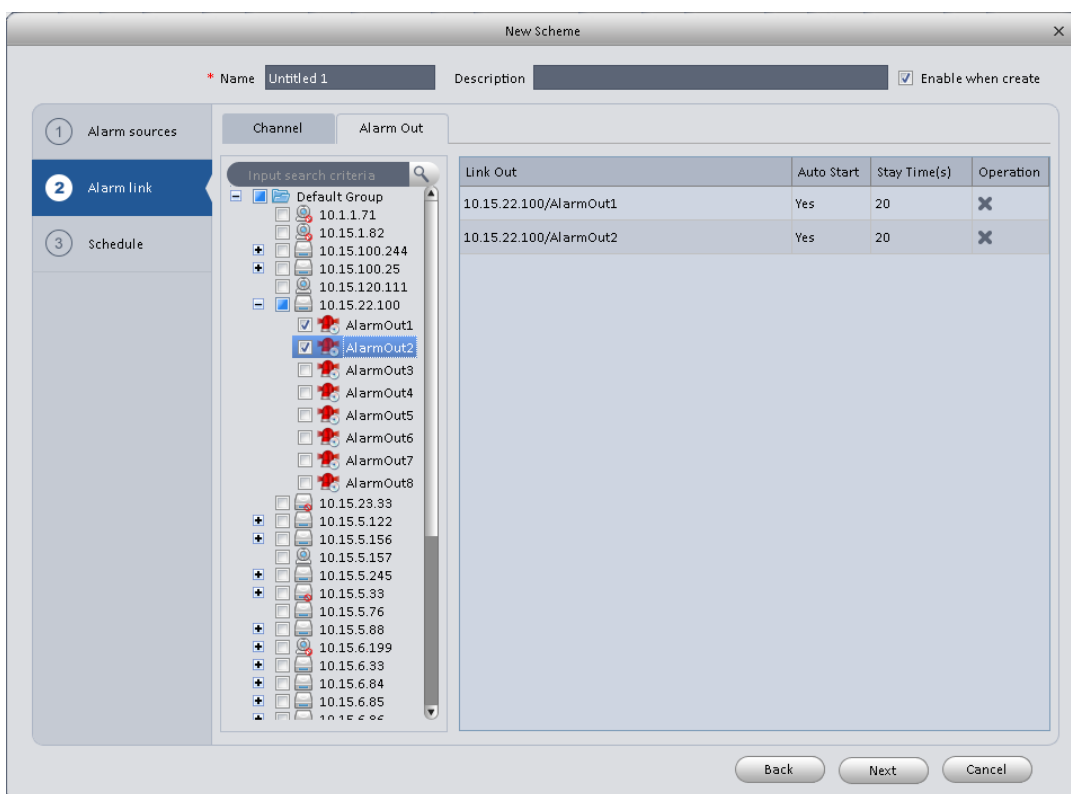 New Scheme
* Name Untitled 1 Description Enable when create
1 Alarm sources
2 Alarm link
3 Schedule
Channel Alarm Out
Input search criteria
Default Group
10.1.1.71
10.15.1.82
10.15.100.244
10.15.100.25
10.15.120.111
10.15.22.100
AlarmOut1
AlarmOut2
AlarmOut3
AlarmOut4
AlarmOut5
AlarmOut6
AlarmOut7
AlarmOut8
10.15.23.33
10.15.5.122
10.15.5.156
10.15.5.157
10.15.5.245
10.15.5.33
10.15.5.76
10.15.5.88
10.15.6.199
10.15.6.33
10.15.6.84
10.15.6.85
10.15.6.86
Link Out Auto Start Stay Time(s) Operation
10.15.22.100/AlarmOut1 Yes 20
10.15.22.100/AlarmOut2 Yes 20
Back Next Cancel